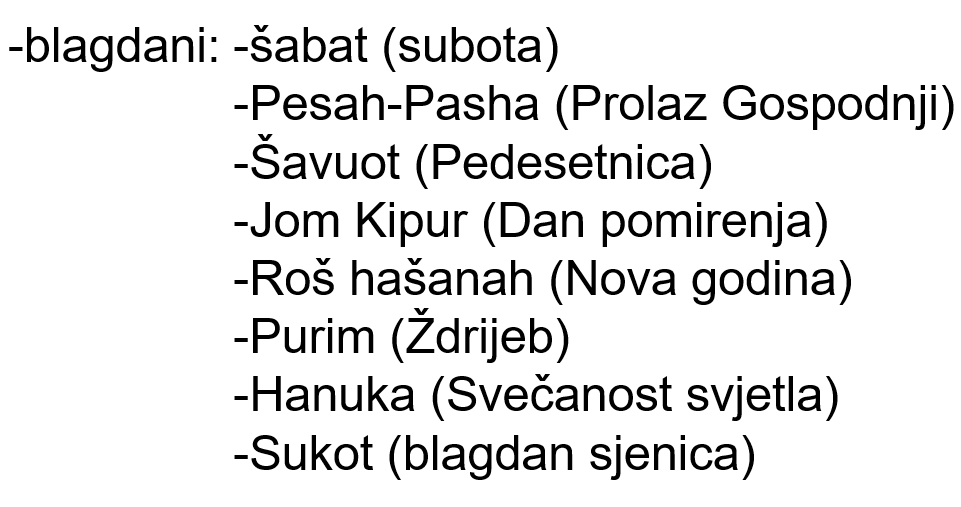 -blagdani: -šabat (subota)
-Pesah-Pasha (Prolaz Gospodnji)
-Šavuot (Pedesetnica)
-Jom Kipur (Dan pomirenja)
-Roš hašanah (Nova godina)
-Purim (Ždrijeb)
-Hanuka (Svečanost svjetla)
-Sukot (blagdan sjenica)